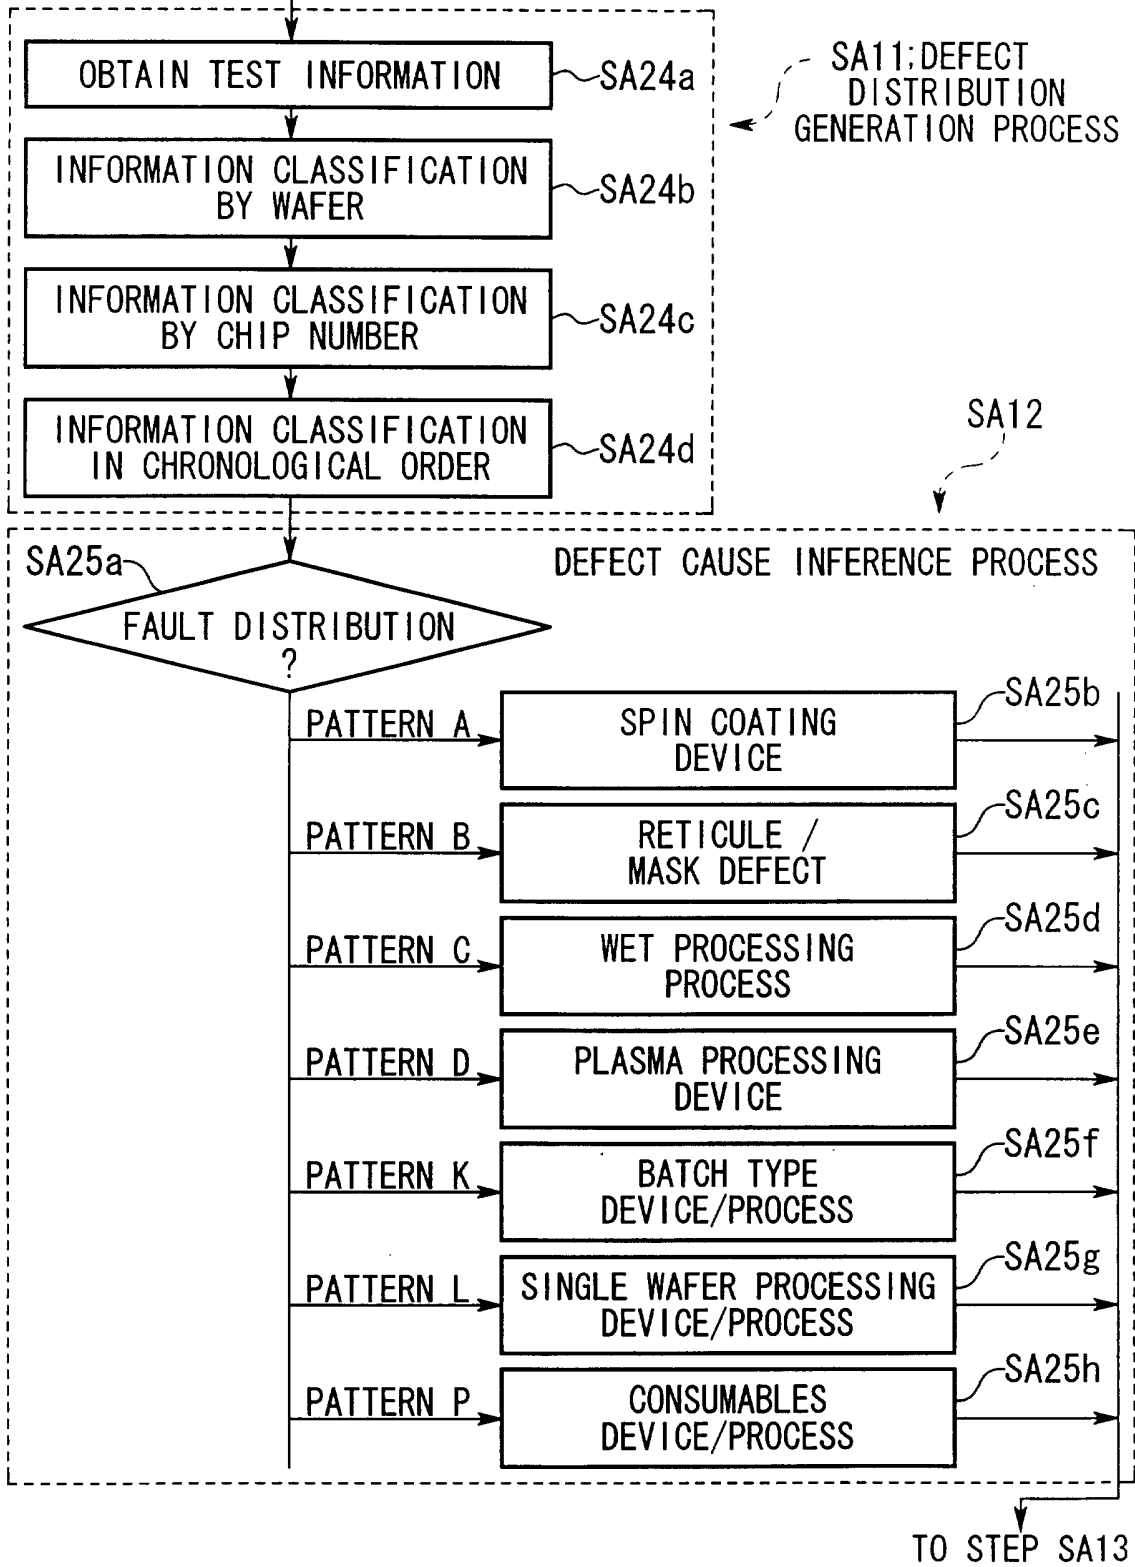 OBTAIN TEST INFORMATION
SA24a
SA11;DEFECT
DISTRIBUTION
GENERATION PROCESS
INFORMATION CLASSIFICATION
BY WAFER
SA24b
INFORMATION CLASSIFICATION
BY CHIP NUMBER
SA24c
INFORMATION CLASSIFICATION
IN CHRONOLOGICAL ORDER
SA24d
SA12
SA25a
DEFECT CAUSE INFERENCE PROCESS
FAULT DISTRIBUTION
?
PATTERN A
SPIN COATING
DEVICE
SA25b
PATTERN B
RETICULE /
MASK DEFECT
SA25c
PATTERN C
WET PROCESSING
PROCESS
SA25d
PATTERN D
PLASMA PROCESSING
DEVICE
SA25e
PATTERN K
BATCH TYPE
DEVICE/PROCESS
SA25f
PATTERN L
SINGLE WAFER PROCESSING
DEVICE/PROCESS
SA25g
PATTERN P
CONSUMABLES
DEVICE/PROCESS
SA25h
TO STEP SA13